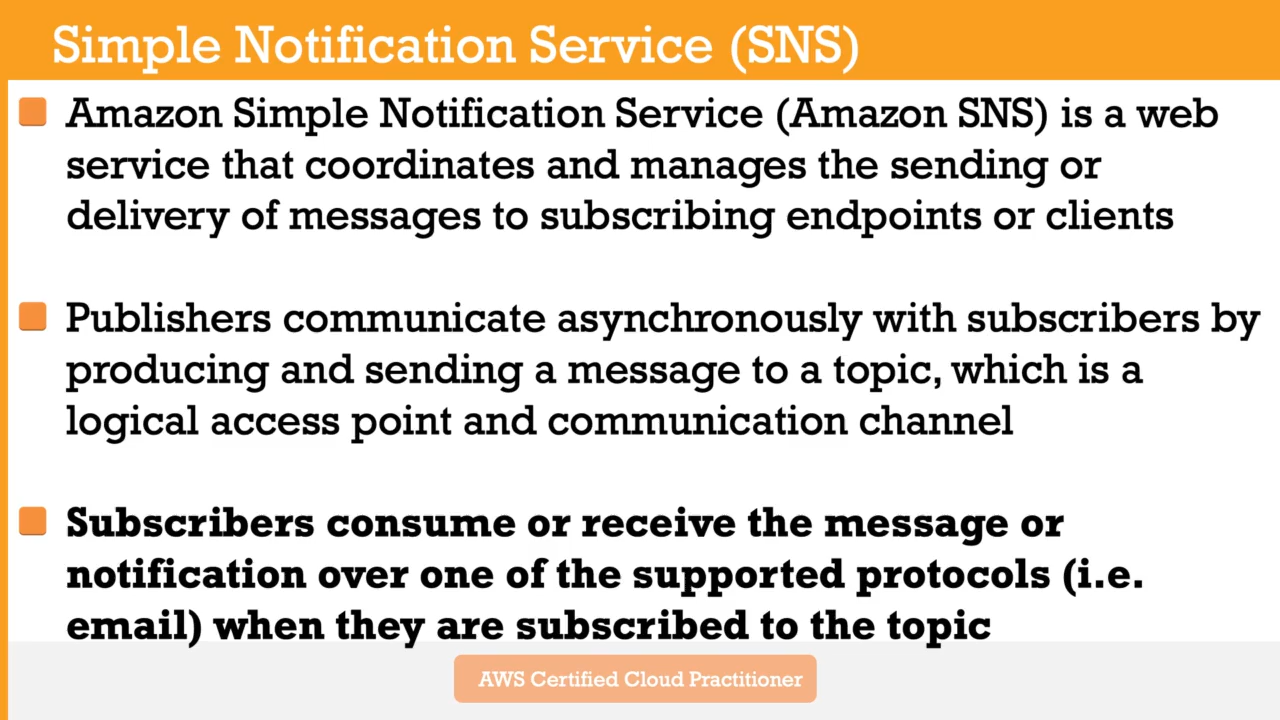 Simple Notification Service (SNS)
Amazon Simple Notification Service (Amazon SNS) is a web
service that coordinates and manages the sending or
delivery of messages to subscribing endpoints or clients
Publishers communicate asynchronously with subscribers by
producing and sending a message to a topic, which is a
logical access point and communication channel
Subscribers consume or receive the message or
notification over one of the supported protocols (i.e.
email) when they are subscribed to the topic
AWS Certified Cloud Practitioner